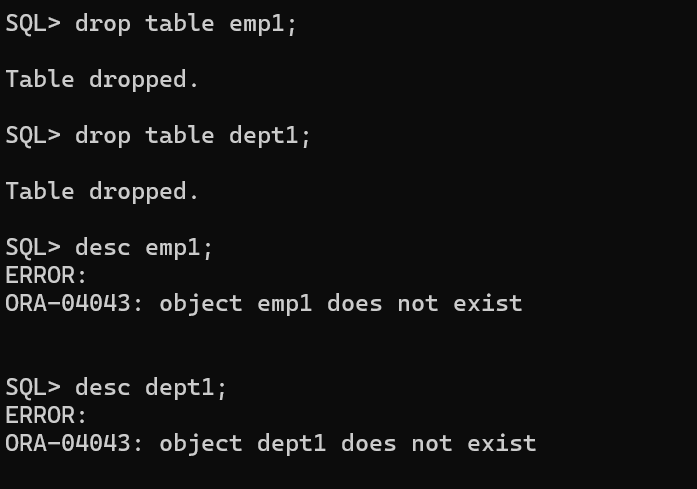 SQL> drop table emp1;
Table dropped.
SQL> drop table dept1;
Table dropped.
SQL> desc emp1;
ERROR:
ORA-04043: object emp1 does not exist
SQL> desc dept1;
ERROR:
ORA-04043: object dept1 does not exist